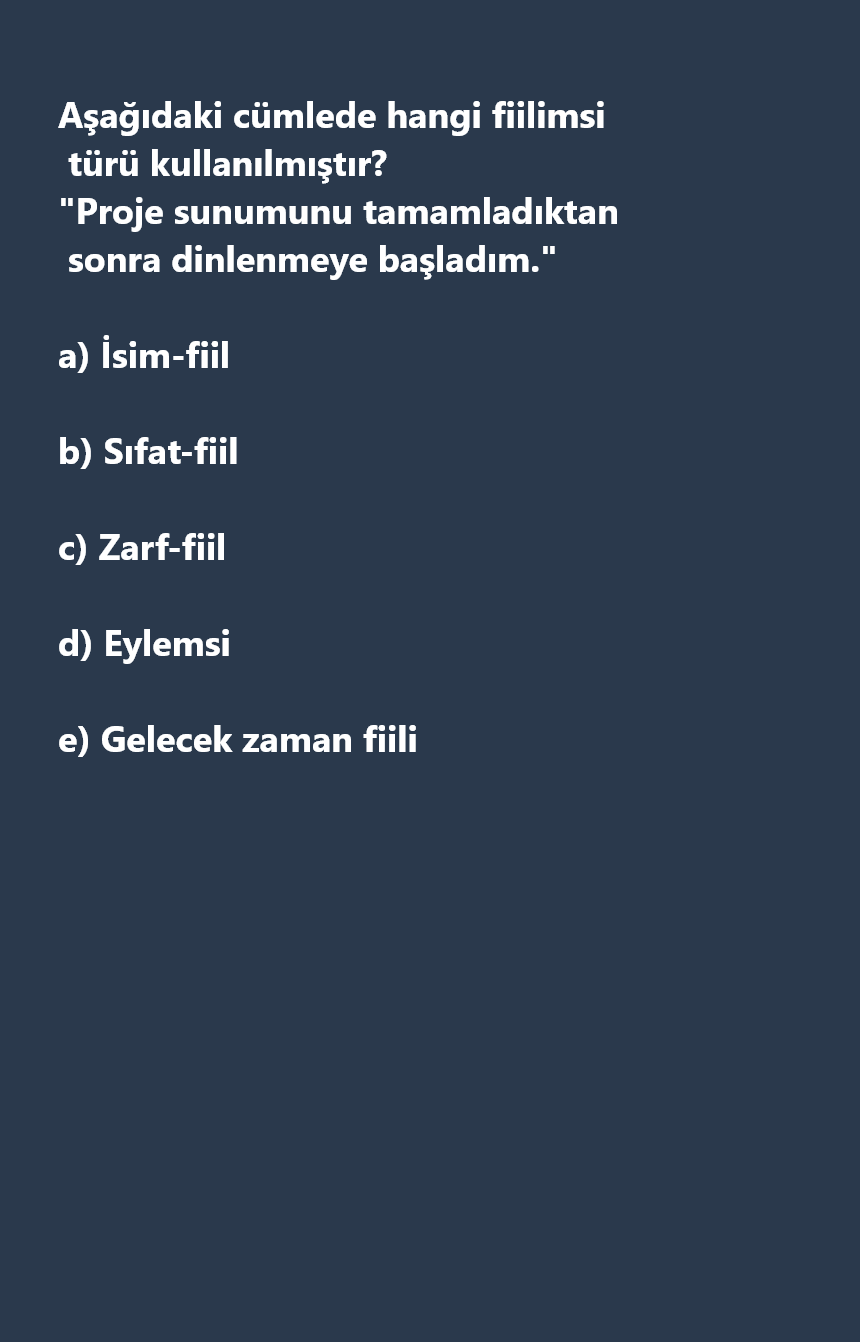 Aşağıdaki cümlede hangi fiilimsi
türü kullanılmıştır?
"Proje sunumunu tamamladıktan
sonra dinlenmeye başladım."
a) İsim-fiil
b) Sıfat-fiil
c) Zarf-fiil
d) Eylemsi
e) Gelecek zaman fiili